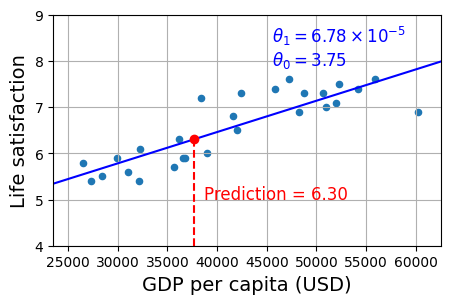 9
8
7
6
5
4
Life satisfaction
θ₁ = 6.78 × 10⁻⁵
θ₀ = 3.75
Prediction = 6.30
25000 30000 35000 40000 45000 50000 55000 60000
GDP per capita (USD)